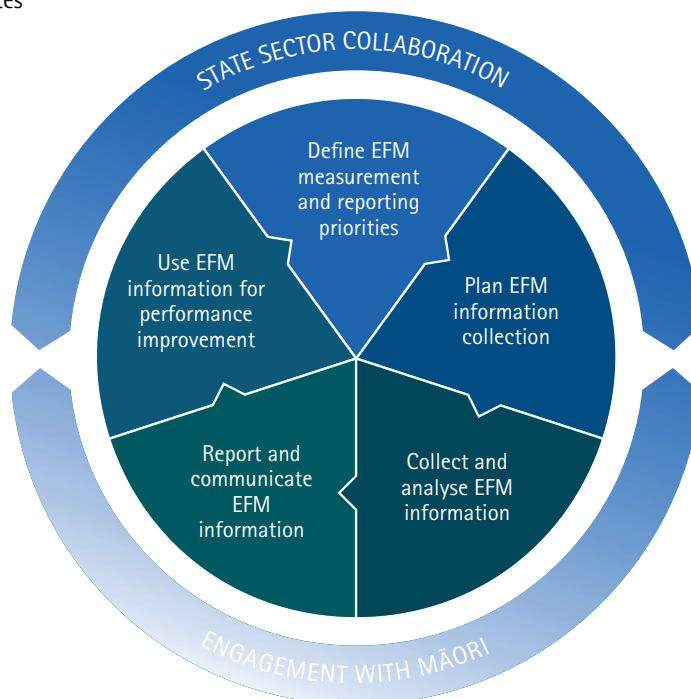 STATE SECTOR COLLABORATION
Define EFM
measurement
and reporting
priorities
Plan EFM
information
collection
Collect and
analyse EFM
information
Report and
communicate
EFM
information
Use EFM
information for
performance
improvement
ENGAGEMENT WITH MĀORI